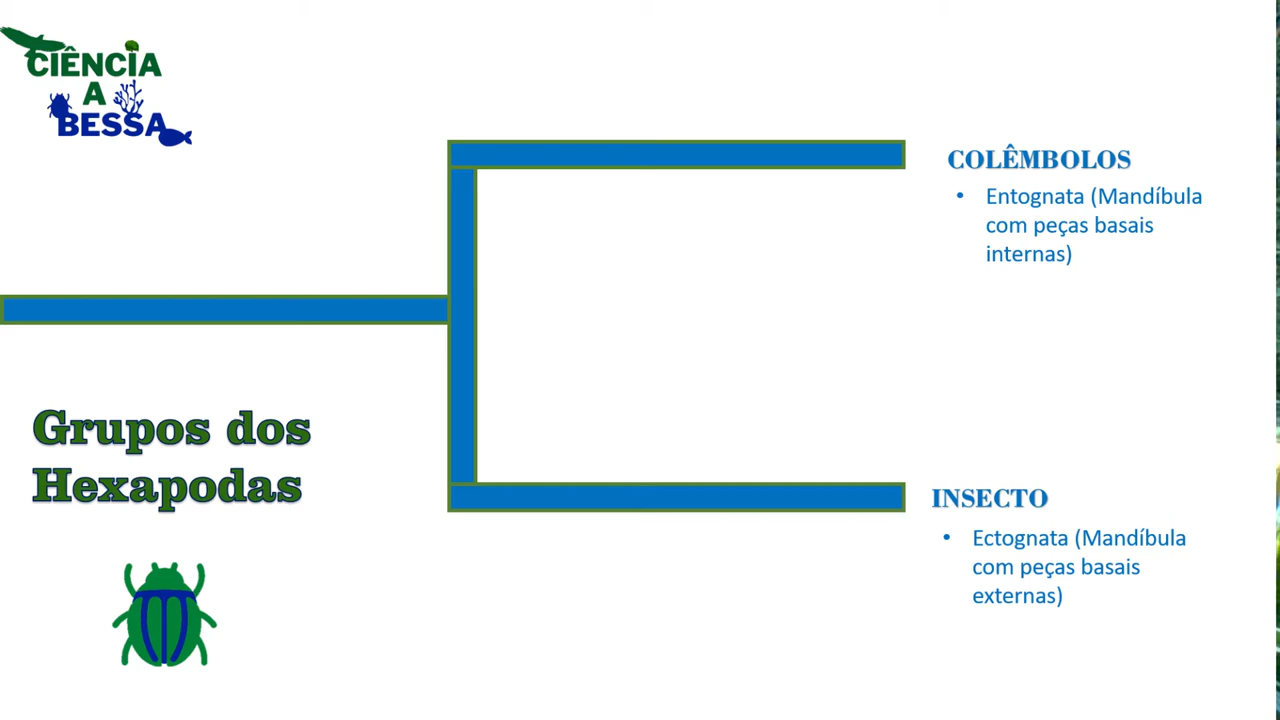 CIÊNCIA
A
BESSA
COLÊMBOLOS
• Entognata (Mandíbula
com peças basais
internas)
Grupos dos
Hexapodas
INSECTO
• Ectognata (Mandíbula
com peças basais
externas)